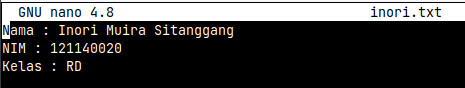 GNU nano 4.8 inori.txt
Nama : Inori Muira Sitanggang
NIM : 121140020
Kelas : RD